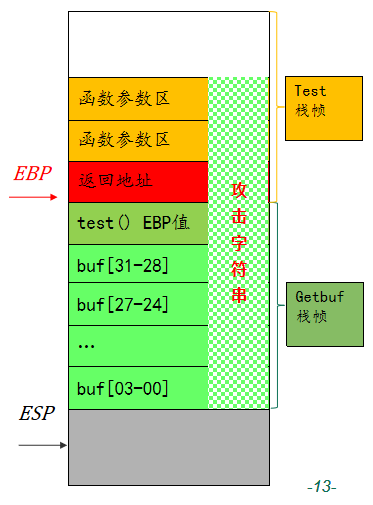 函数参数区
Test
栈帧
函数参数区
EBP
返回地址
攻
击
字
符
串
test() EBP值
buf[31-28]
buf[27-24]
Getbuf
栈帧
…
buf[03-00]
ESP
-13-